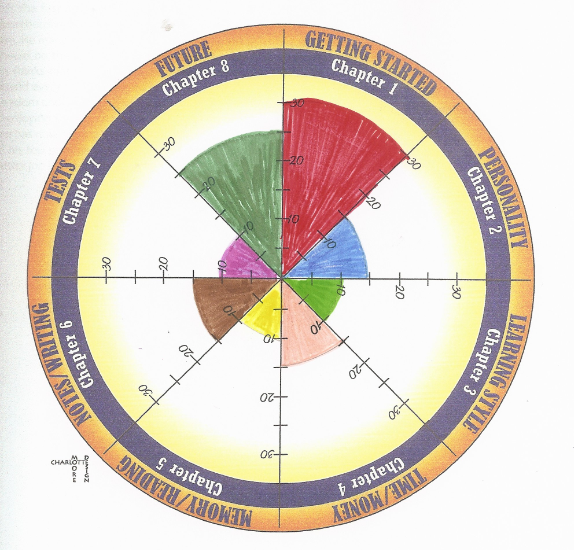 GETTING STARTED
Chapter 1
PERSONALITY
Chapter 2
LEARNING STYLE
Chapter 3
TIME/MONEY
Chapter 4
MEMORY/READING
Chapter 5
NOTES/WRITING
Chapter 6
TESTS
Chapter 7
FUTURE
Chapter 8
30
20
10
30
20
10
10
20
30
10
20
30
10
20
30
10
20
30
30
20
10
30
20
10
CHARLOTTE
MOORE
DESIGN